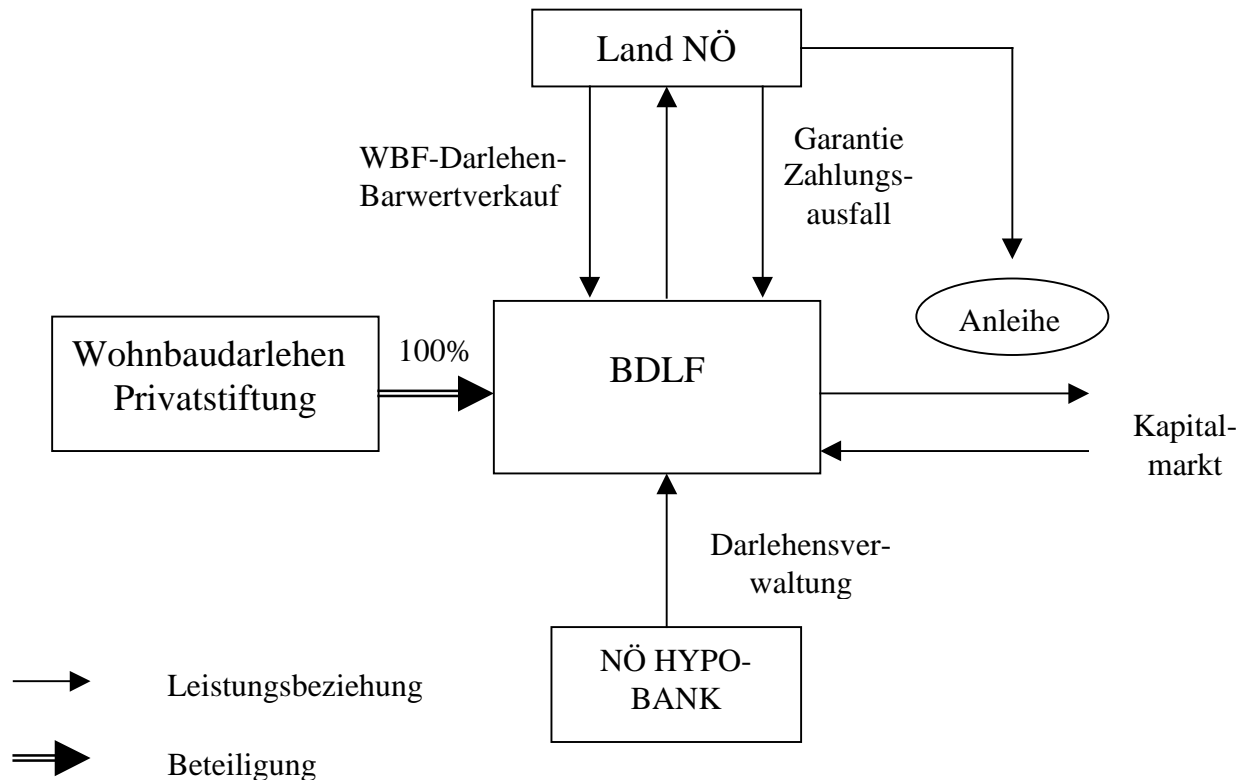 Land NÖ
WBF-Darlehen-
Barwertverkauf
Garantie
Zahlungs-
ausfall
Anleihe
Wohnbaudarlehen
Privatstiftung
100%
BDLF
Kapital-
markt
Darlehensver-
waltung
NÖ HYPO-
BANK
Leistungsbeziehung
Beteiligung